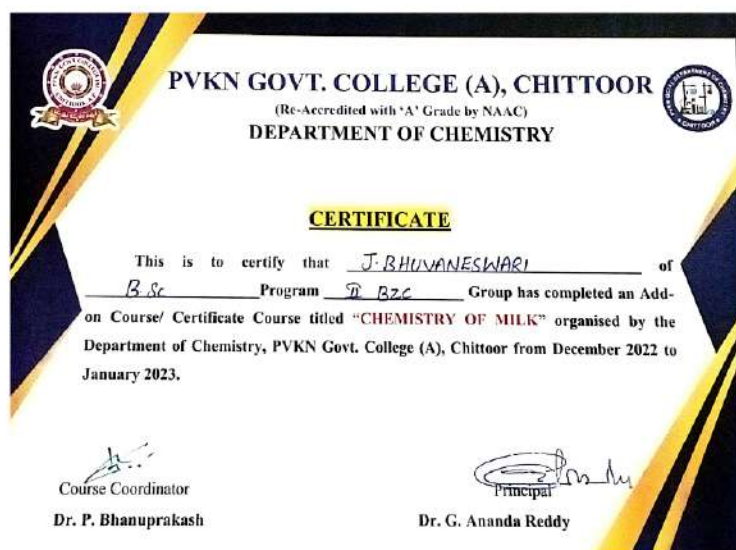 PVKN GOVT. COLLEGE (A), CHITTOOR
(Re-Accredited with ‘A’ Grade by NAAC)
DEPARTMENT OF CHEMISTRY
CERTIFICATE
This is to certify that J. BHUVANESWARI of
B.Sc Program II BZC Group has completed an Add-
on Course/ Certificate Course titled “CHEMISTRY OF MILK” organised by the
Department of Chemistry, PVKN Govt. College (A), Chittoor from December 2022 to
January 2023.
Course Coordinator
Dr. P. Bhanuprakash
Principal
Dr. G. Ananda Reddy